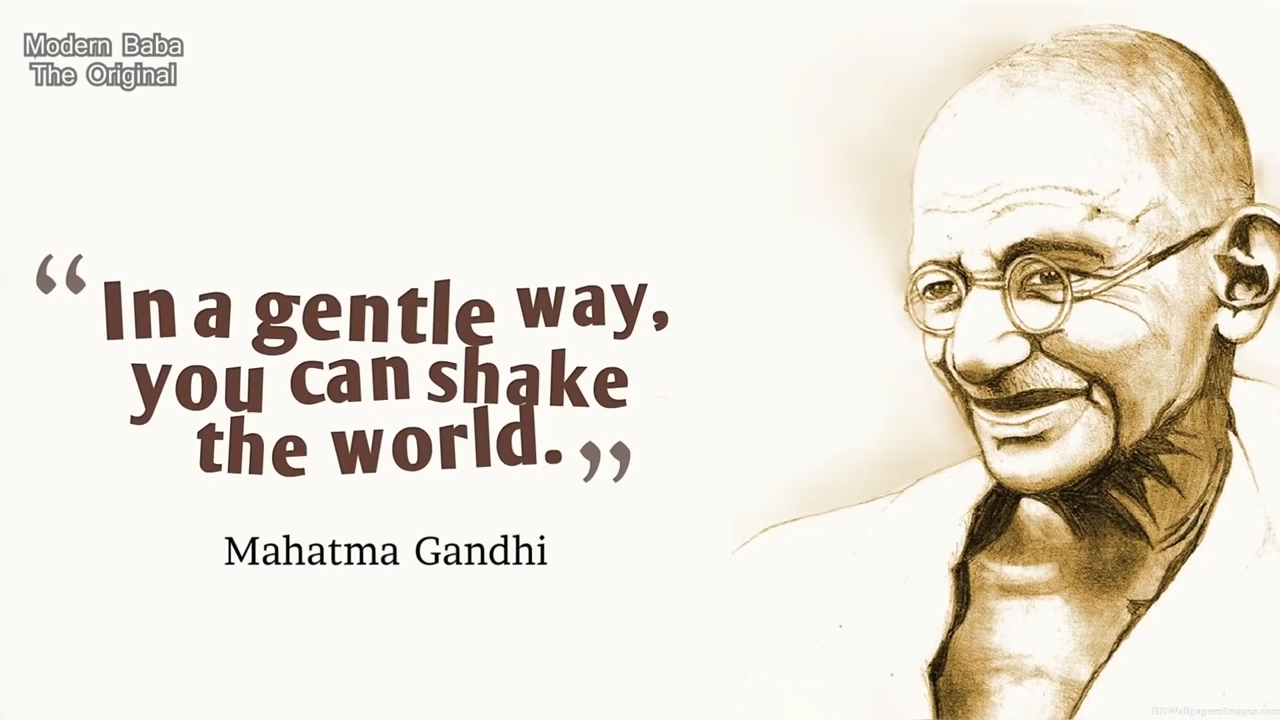 Modern Baba
The Original
“In a gentle way,
you can shake
the world.”
Mahatma Gandhi